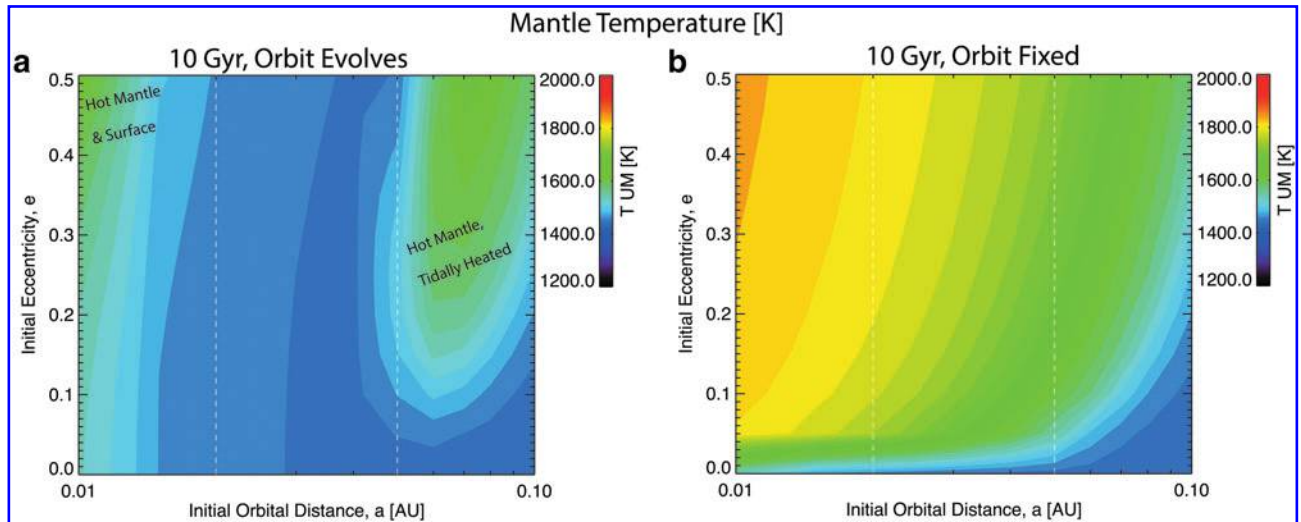 Mantle Temperature [K]
a
10 Gyr, Orbit Evolves
Initial Eccentricity, e
0.5
0.4
0.3
0.2
0.1
0.0
Hot Mantle
& Surface
Hot Mantle,
Tidally Heated
0.01
0.10
Initial Orbital Distance, a [AU]
2000.0
1800.0
1600.0
1400.0
1200.0
T UM [K]
b
10 Gyr, Orbit Fixed
Initial Eccentricity, e
0.5
0.4
0.3
0.2
0.1
0.0
0.01
0.10
Initial Orbital Distance, a [AU]
2000.0
1800.0
1600.0
1400.0
1200.0
T UM [K]